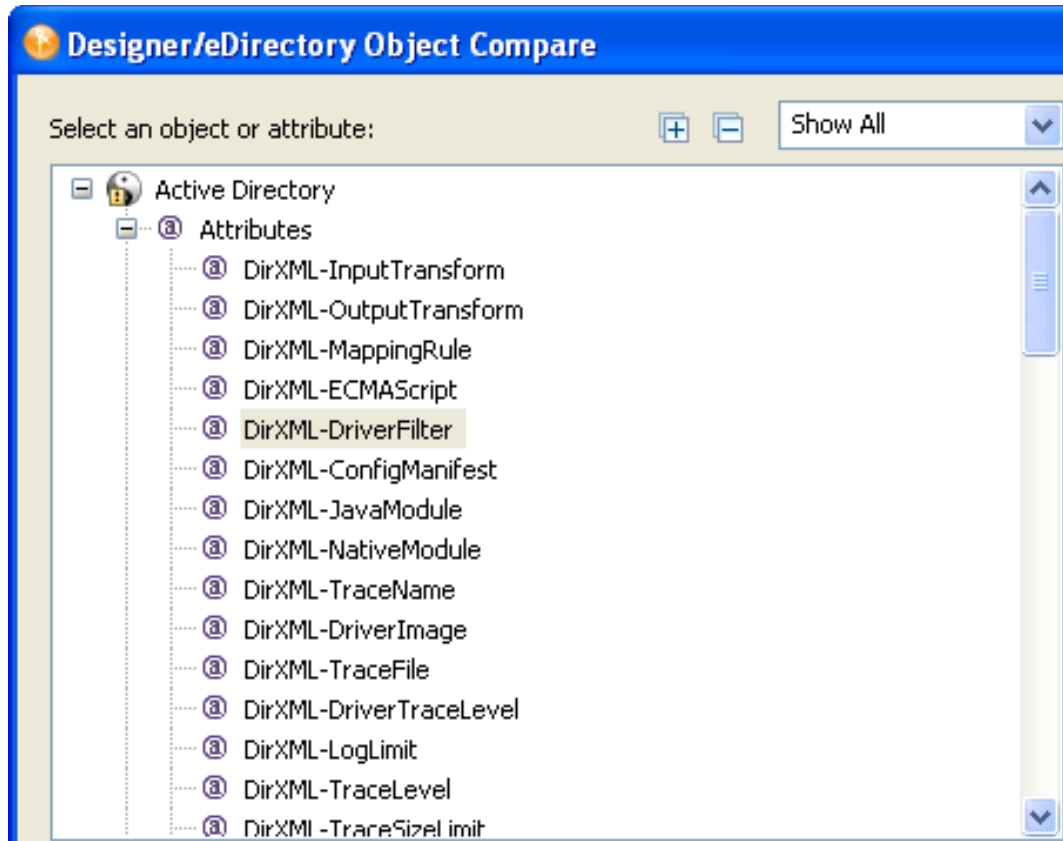 Designer/eDirectory Object Compare
Select an object or attribute: Show All
Active Directory
Attributes
DirXML-InputTransform
DirXML-OutputTransform
DirXML-MappingRule
DirXML-ECMAScript
DirXML-DriverFilter
DirXML-ConfigManifest
DirXML-JavaModule
DirXML-NativeModule
DirXML-TraceName
DirXML-DriverImage
DirXML-TraceFile
DirXML-DriverTraceLevel
DirXML-LogLimit
DirXML-TraceLevel
DirXML-TraceSizeLimit